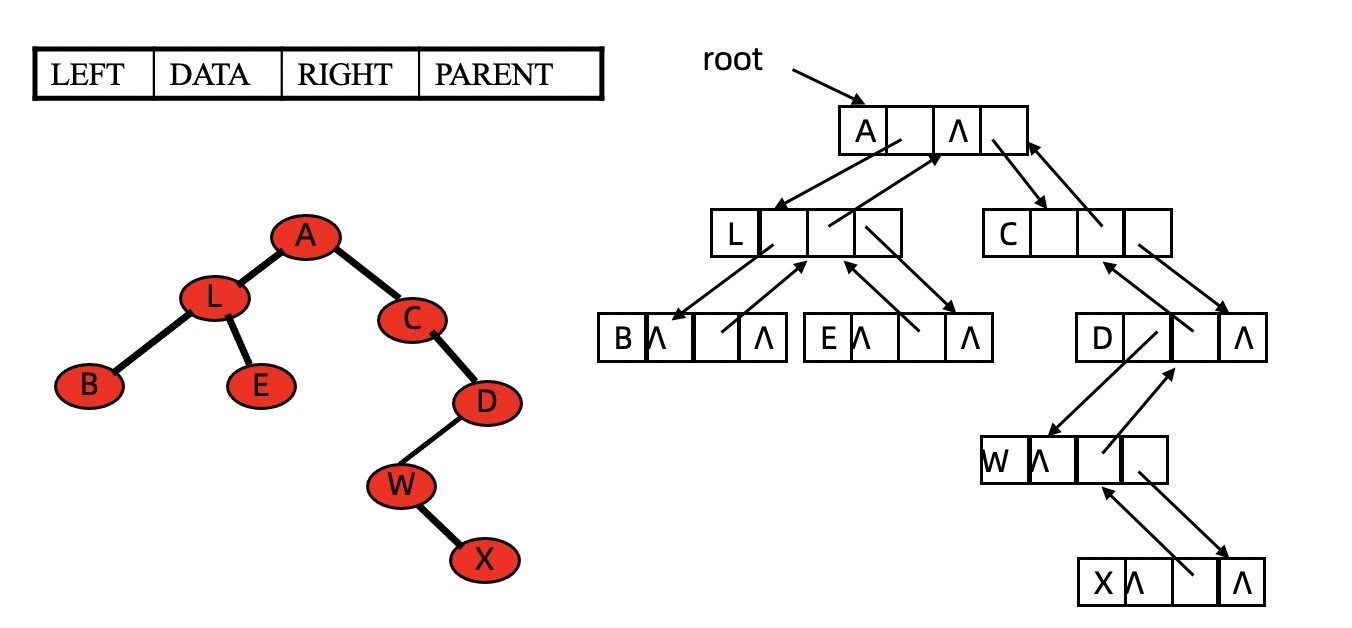 LEFT DATA RIGHT PARENT
root
A Λ
L
C
B Λ Λ
E Λ Λ
D Λ
W Λ
X Λ Λ
A
L
C
B
E
D
W
X